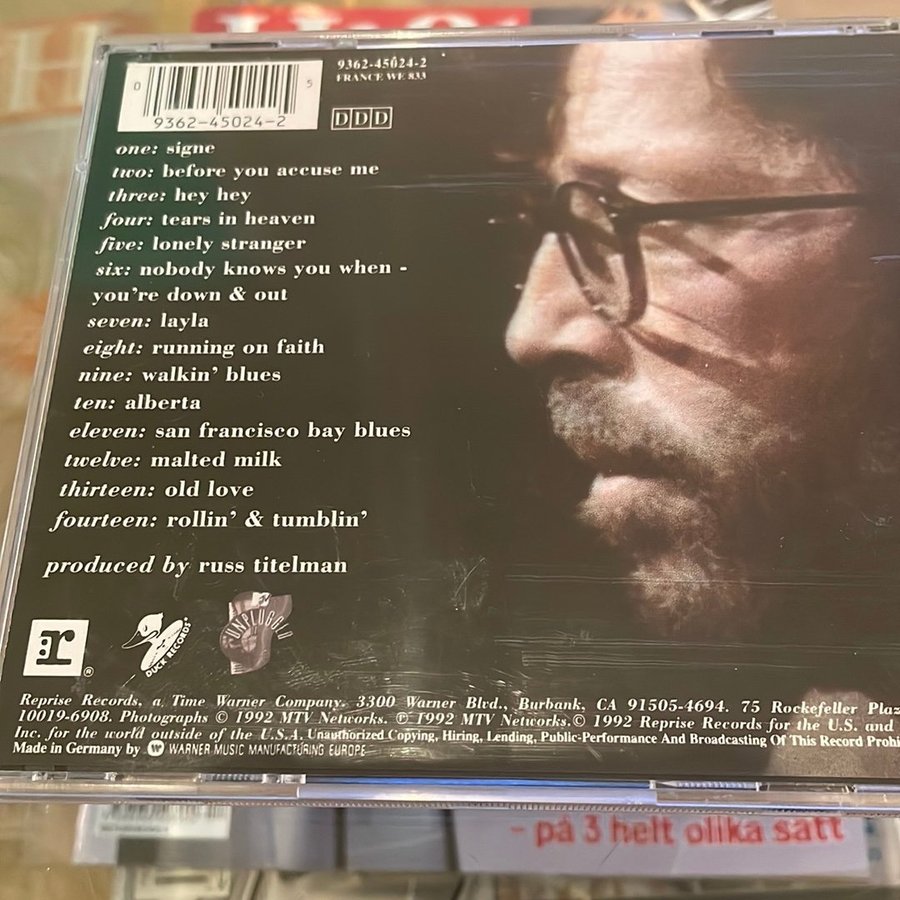 9362-45024-2
FRANCE WE 833
0 5
9362-45024-2
DDD
one: signe
two: before you accuse me
three: hey hey
four: tears in heaven
five: lonely stranger
six: nobody knows you when -
you're down & out
seven: layla
eight: running on faith
nine: walkin' blues
ten: alberta
eleven: san francisco bay blues
twelve: malted milk
thirteen: old love
fourteen: rollin' & tumblin'
produced by russ titelman
r ®
DUCK RECORDS
UNPLUGGED
Reprise Records, a Time Warner Company. 3300 Warner Blvd., Burbank, CA 91505-4694. 75 Rockefeller
10019-6908. Photographs © 1992 MTV Networks. ℗ 1992 MTV Networks.© 1992 Reprise Records for the U.S. and
Inc. for the world outside of the U.S.A. Unauthorized Copying, Hiring, Lending, Public-Performance And Broadcasting Of This Record
Made in Germany by W WARNER MUSIC MANUFACTURING EUROPE
- på 3 helt olika sätt